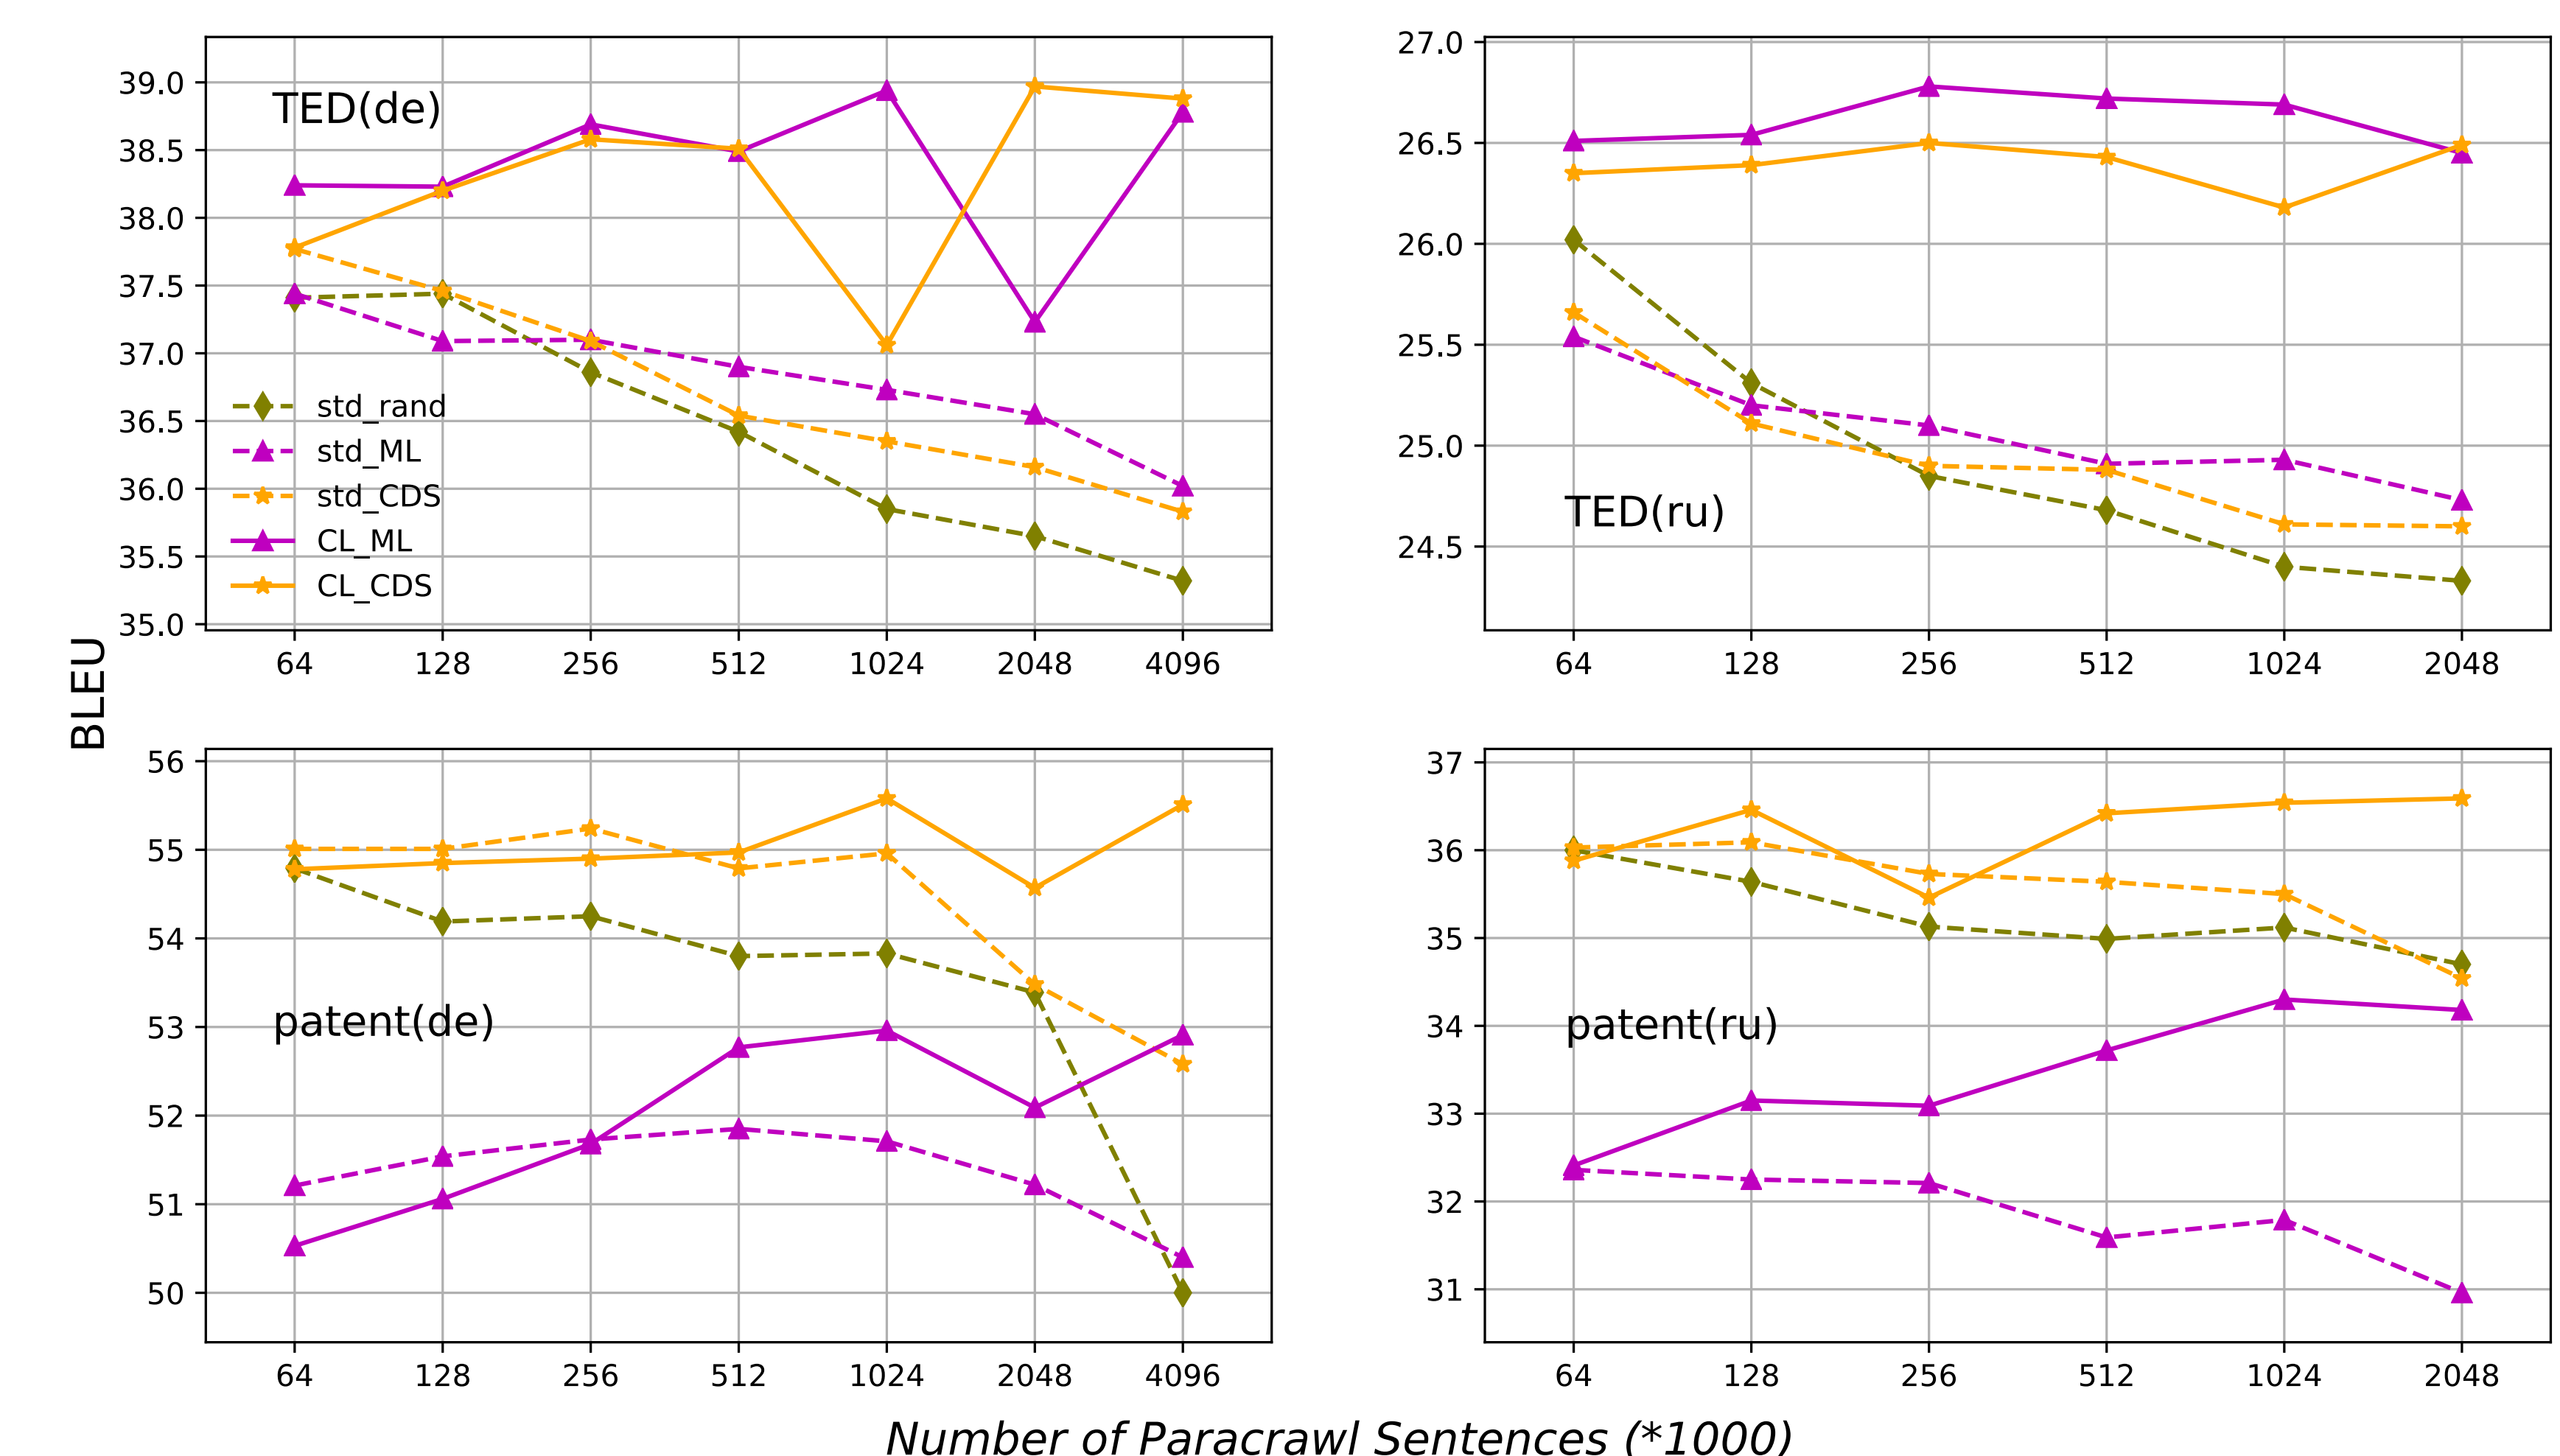 39.0
38.5
38.0
37.5
37.0
36.5
36.0
35.5
35.0
TED(de)
std_rand
std_ML
std_CDS
CL_ML
CL_CDS
64 128 256 512 1024 2048 4096
27.0
26.5
26.0
25.5
25.0
24.5
TED(ru)
64 128 256 512 1024 2048
BLEU
56
55
54
53
52
51
50
patent(de)
64 128 256 512 1024 2048 4096
37
36
35
34
33
32
31
patent(ru)
64 128 256 512 1024 2048
Number of Paracrawl Sentences (*1000)